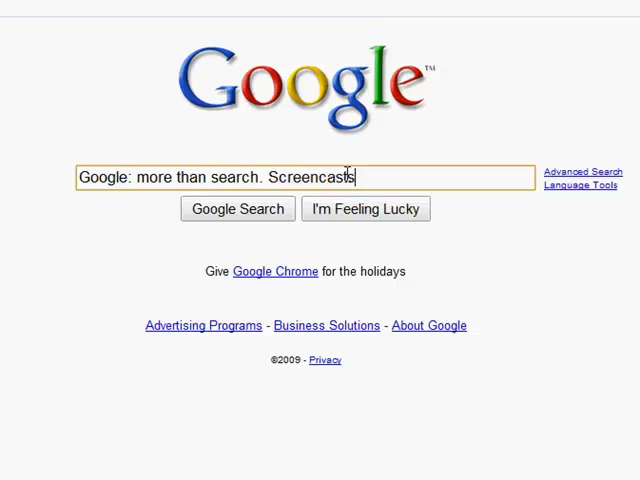 Google™
Google: more than search. Screencasts
Advanced Search
Language Tools
Google Search
I'm Feeling Lucky
Give Google Chrome for the holidays
Advertising Programs - Business Solutions - About Google
©2009 - Privacy